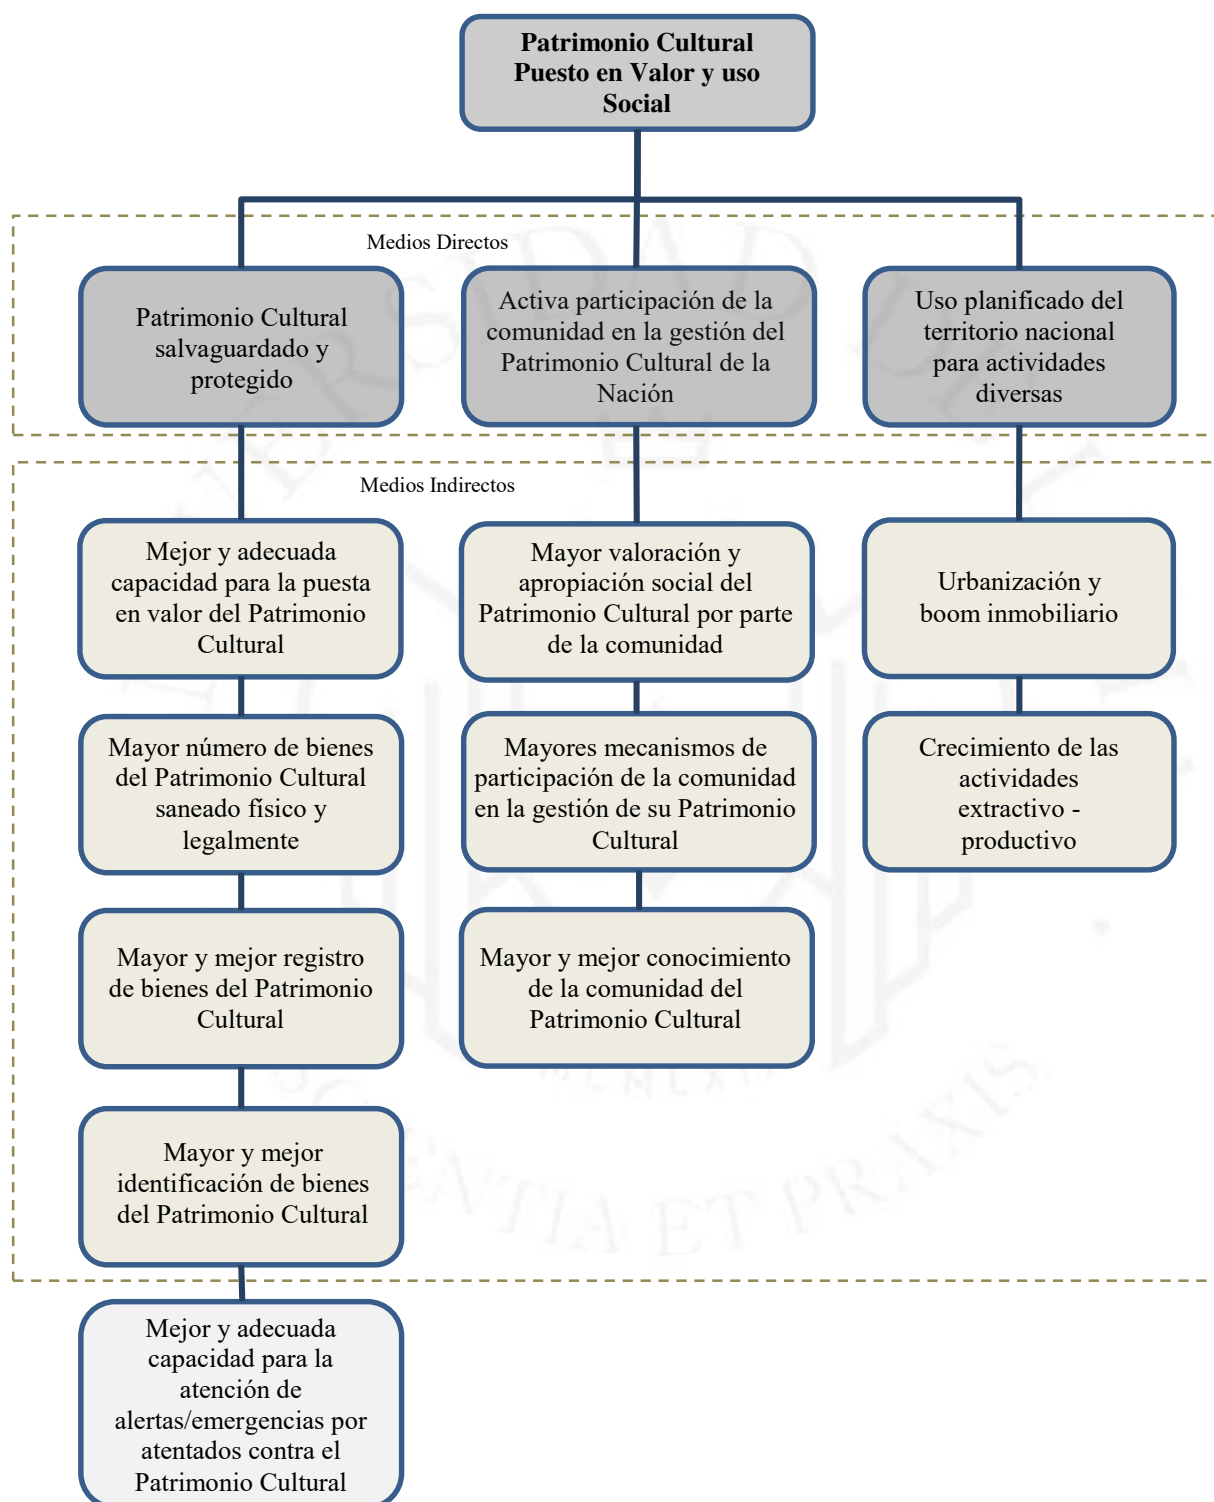 Patrimonio Cultural
Puesto en Valor y uso
Social
Medios Directos
Patrimonio Cultural
salvaguardado y
protegido
Activa participación de la
comunidad en la gestión del
Patrimonio Cultural de la
Nación
Uso planificado del
territorio nacional
para actividades
diversas
Medios Indirectos
Mejor y adecuada
capacidad para la puesta
en valor del Patrimonio
Cultural
Mayor valoración y
apropiación social del
Patrimonio Cultural por parte
de la comunidad
Urbanización y
boom inmobiliario
Mayor número de bienes
del Patrimonio Cultural
saneado físico y
legalmente
Mayores mecanismos de
participación de la comunidad
en la gestión de su Patrimonio
Cultural
Crecimiento de las
actividades
extractivo -
productivo
Mayor y mejor registro
de bienes del Patrimonio
Cultural
Mayor y mejor conocimiento
de la comunidad del
Patrimonio Cultural
Mayor y mejor
identificación de bienes
del Patrimonio Cultural
Mejor y adecuada
capacidad para la
atención de
alertas/emergencias por
atentados contra el
Patrimonio Cultural
SCIENTIA ET PRAXIS